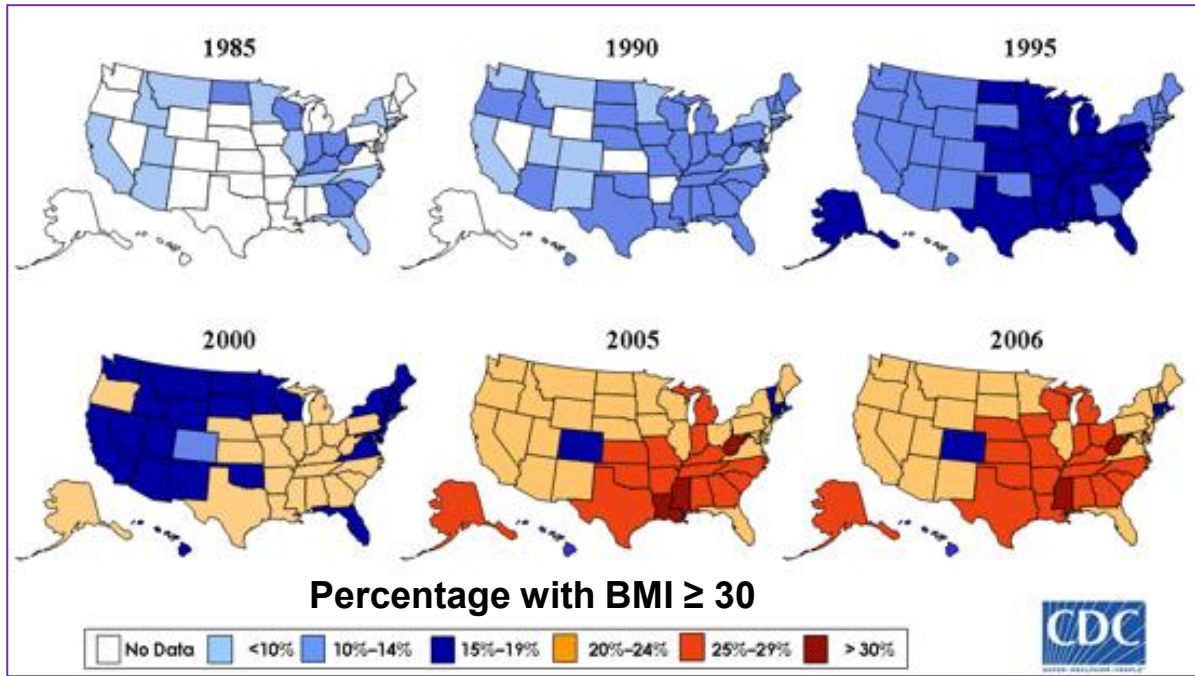 1985 1990 1995
2000 2005 2006
Percentage with BMI ≥ 30
No Data <10% 10%–14% 15%–19% 20%–24% 25%–29% > 30%
CDC